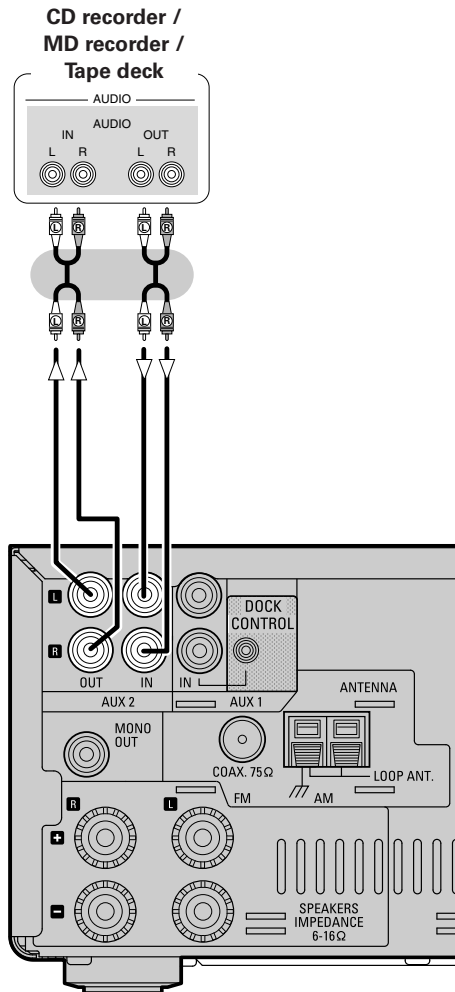 CD recorder /
MD recorder /
Tape deck
AUDIO
AUDIO
IN OUT
L R L R
L R L R
L R L R
L
DOCK
CONTROL
R
OUT IN IN
AUX 2 AUX 1
ANTENNA
MONO
OUT
COAX. 75Ω
LOOP ANT.
FM AM
R L
+
−
SPEAKERS
IMPEDANCE
6-16Ω